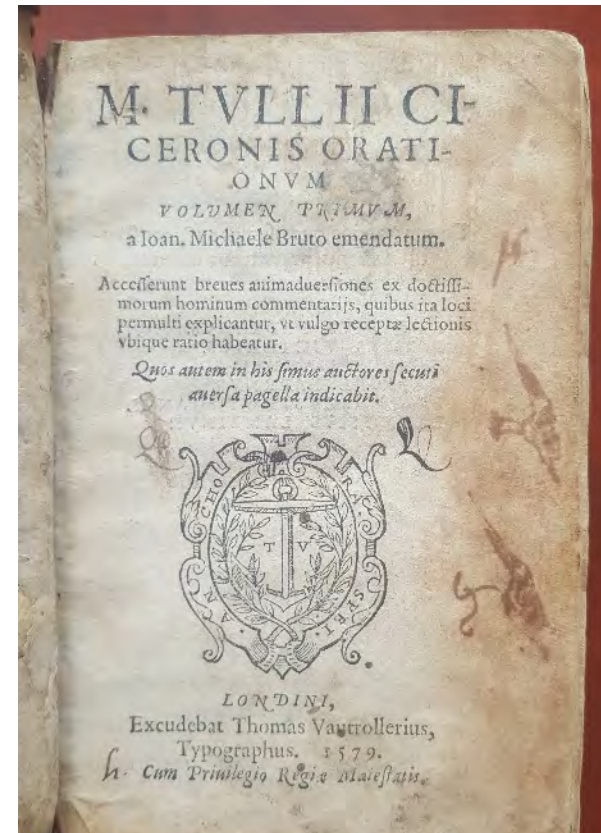 M. TVLLII CI-
CERONIS ORATI-
ONVM
VOLVMEN PRIMVM,
a Ioan. Michaele Bruto emendatum.
Accesserunt breues animaduersiones ex doctissi-
morum hominum commentarijs, quibus ita loci
permulti explicantur, vt vulgo receptæ lectionis
vbique ratio habeatur.
Quos autem in his simus auctores secuti
auersa pagella indicabit.
ANCHORA SPEI.
T V
LONDINI,
Excudebat Thomas Vautrollerius,
Typographus. 1579.
Cum Priuilegio Regiæ Maiestatis.